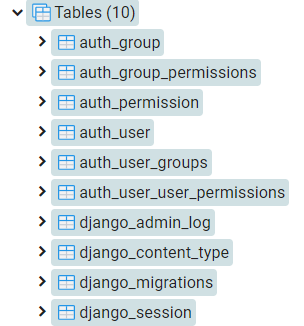 Tables (10)
auth_group
auth_group_permissions
auth_permission
auth_user
auth_user_groups
auth_user_user_permissions
django_admin_log
django_content_type
django_migrations
django_session